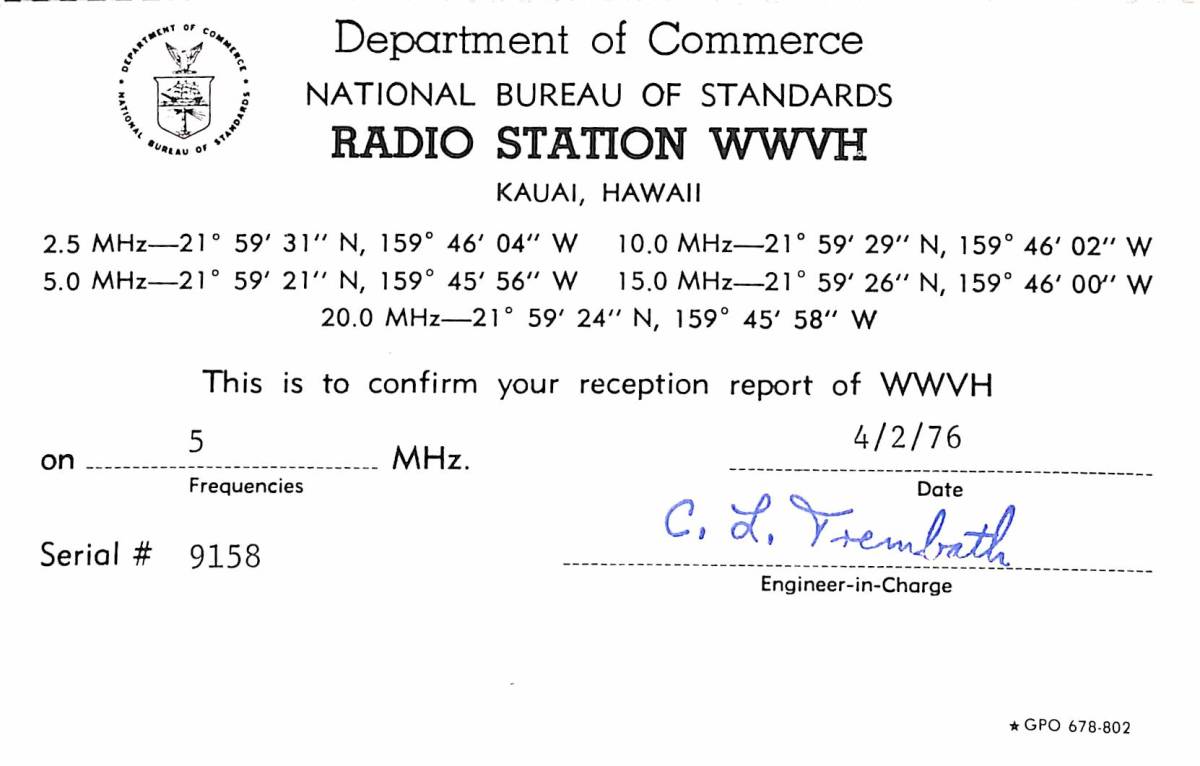 DEPARTMENT OF COMMERCE
★ NATIONAL BUREAU OF STANDARDS ★
Department of Commerce
NATIONAL BUREAU OF STANDARDS
RADIO STATION WWVH
KAUAI, HAWAII
2.5 MHz—21° 59′ 31″ N, 159° 46′ 04″ W 10.0 MHz—21° 59′ 29″ N, 159° 46′ 02″ W
5.0 MHz—21° 59′ 21″ N, 159° 45′ 56″ W 15.0 MHz—21° 59′ 26″ N, 159° 46′ 00″ W
20.0 MHz—21° 59′ 24″ N, 159° 45′ 58″ W
This is to confirm your reception report of WWVH
on 5 MHz. 4/2/76
Frequencies Date
C. L. Trembath
Serial # 9158
Engineer-in-Charge
★ GPO 678-802